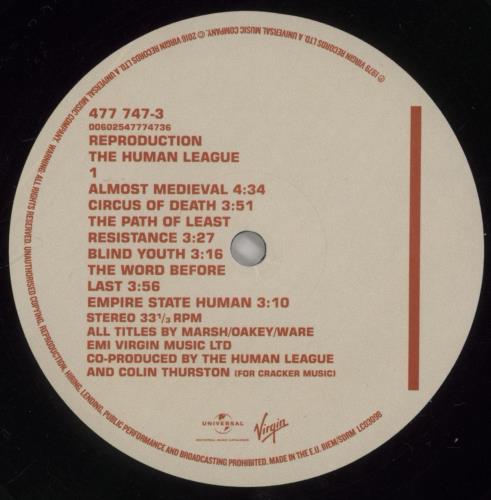 477 747-3
00602547774736
REPRODUCTION
THE HUMAN LEAGUE
1
ALMOST MEDIEVAL 4:34
CIRCUS OF DEATH 3:51
THE PATH OF LEAST
RESISTANCE 3:27
BLIND YOUTH 3:16
THE WORD BEFORE
LAST 3:56
EMPIRE STATE HUMAN 3:10
STEREO 33⅓ RPM
ALL TITLES BY MARSH/OAKEY/WARE
EMI VIRGIN MUSIC LTD
CO-PRODUCED BY THE HUMAN LEAGUE
AND COLIN THURSTON (FOR CRACKER MUSIC)
UNIVERSAL
UNIVERSAL MUSIC CATALOGUE
Virgin
℗ 1979 VIRGIN RECORDS LTD. A UNIVERSAL MUSIC COMPANY. © 2016 VIRGIN RECORDS LTD. A UNIVERSAL MUSIC COMPANY. WARNING: ALL RIGHTS RESERVED. UNAUTHORISED COPYING, REPRODUCTION, HIRING, LENDING, PUBLIC PERFORMANCE AND BROADCASTING PROHIBITED. MADE IN THE E.U. BIEM/SDRM LC03098